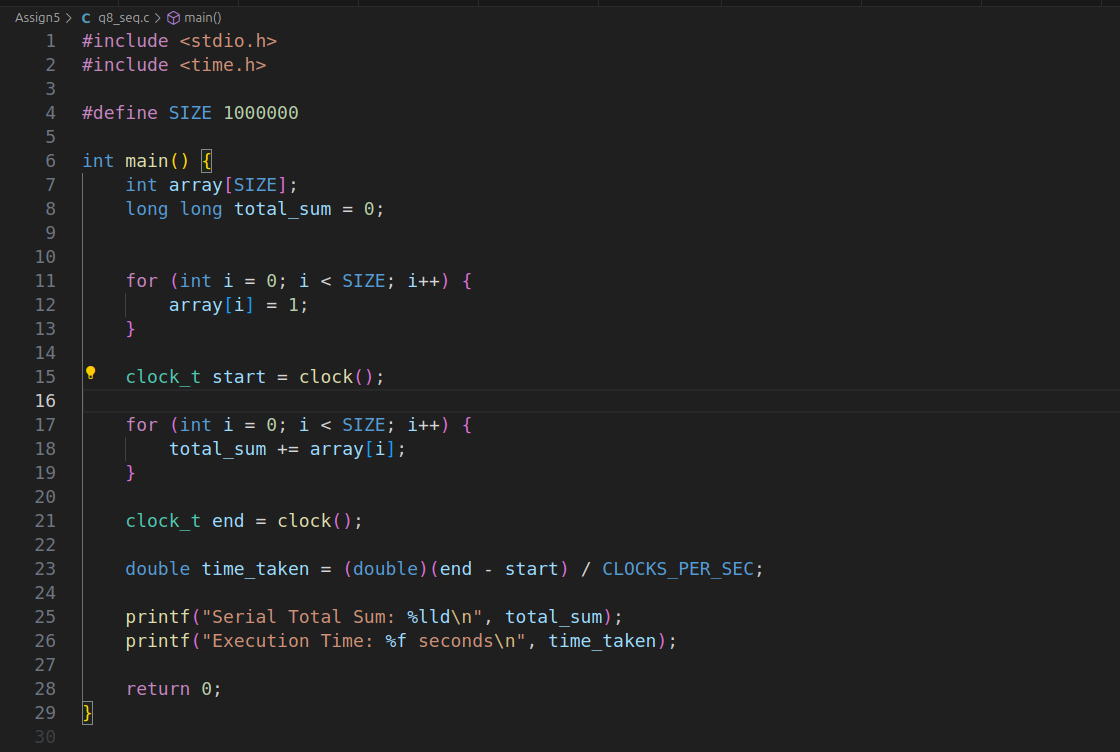 Assign5 > C q8_seq.c > main()
1 #include <stdio.h>
2 #include <time.h>
3
4 #define SIZE 1000000
5
6 int main() {
7     int array[SIZE];
8     long long total_sum = 0;
9
10
11     for (int i = 0; i < SIZE; i++) {
12         array[i] = 1;
13     }
14
15     clock_t start = clock();
16
17     for (int i = 0; i < SIZE; i++) {
18         total_sum += array[i];
19     }
20
21     clock_t end = clock();
22
23     double time_taken = (double)(end - start) / CLOCKS_PER_SEC;
24
25     printf("Serial Total Sum: %lld\n", total_sum);
26     printf("Execution Time: %f seconds\n", time_taken);
27
28     return 0;
29 }
30